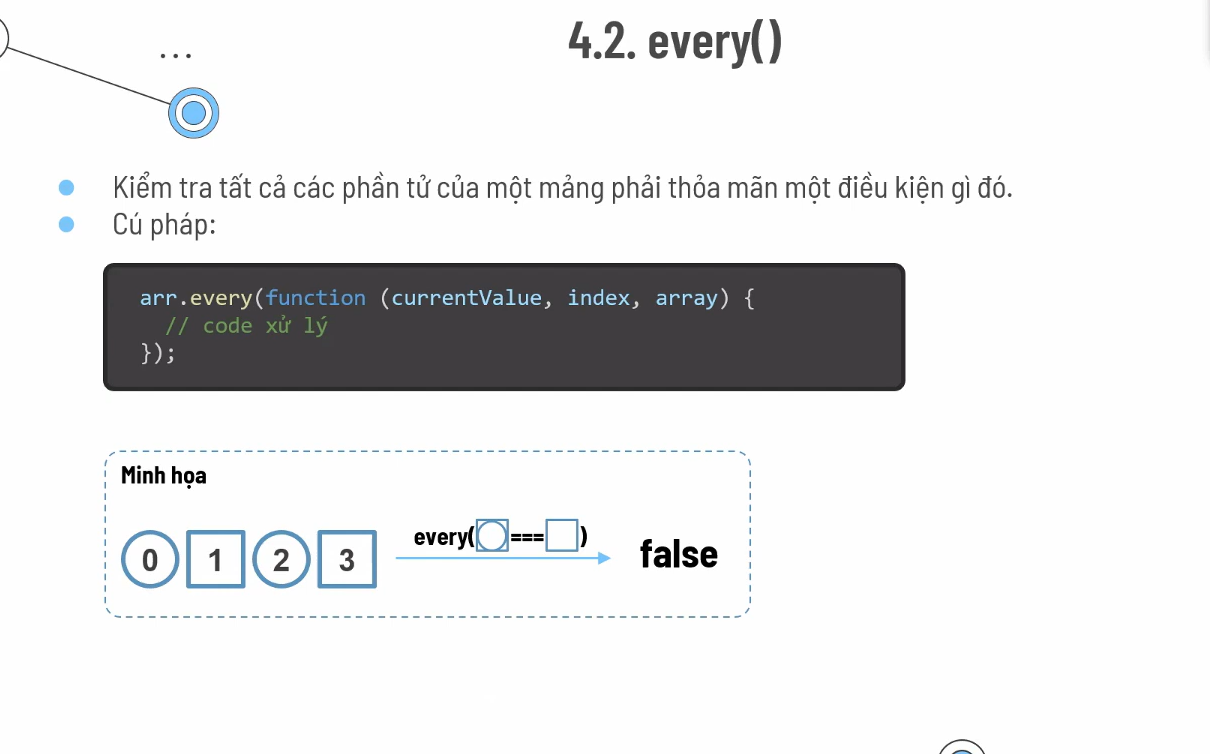 ...
4.2. every()
Kiểm tra tất cả các phần tử của một mảng phải thỏa mãn một điều kiện gì đó.
Cú pháp:
arr.every(function (currentValue, index, array) {
// code xử lý
});
Minh họa
0 1 2 3
every( === )
false